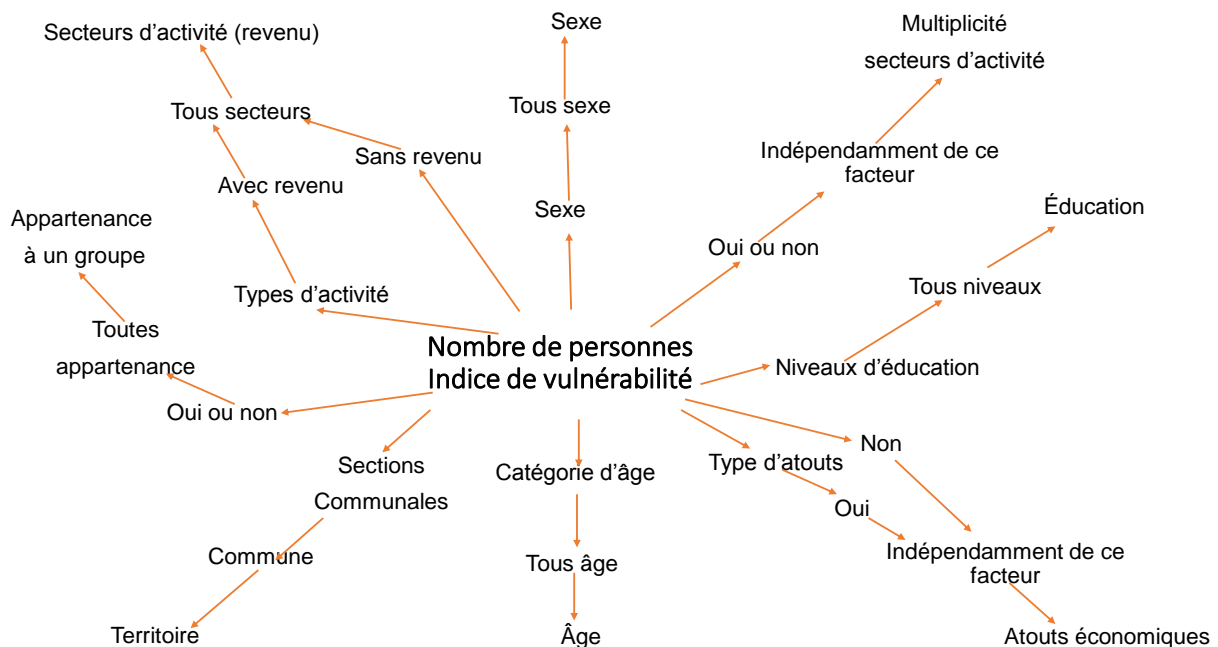 Secteurs d'activité (revenu)
Sexe
Multiplicité
secteurs d'activité
Tous secteurs
Tous sexe
Sans revenu
Indépendamment de ce
facteur
Avec revenu
Appartenance
à un groupe
Sexe
Éducation
Oui ou non
Types d'activité
Tous niveaux
Toutes
appartenance
Nombre de personnes
Indice de vulnérabilité
Niveaux d'éducation
Oui ou non
Sections
Communales
Catégorie d'âge
Type d'atouts
Non
Oui
Commune
Tous âge
Indépendamment de ce
facteur
Territoire
Âge
Atouts économiques